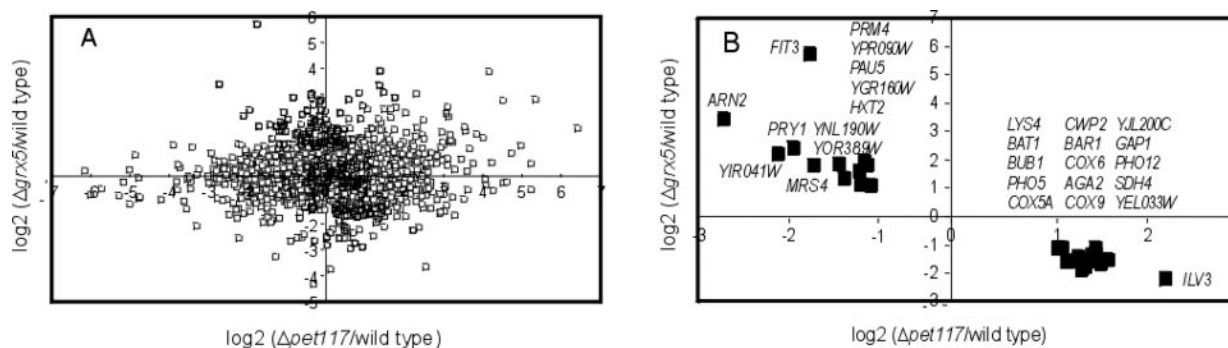 A
6
5
4
3
2
1
-7
-5
-3
-1
1
2
3
4
5
6
7
-2
-3
-4
-5
log2 (Δgrx5/wild type)
log2 (Δpet117/wild type)
B
7
6
5
4
3
2
1
0
-1
-2
-3
-3
-2
-1
0
1
2
log2 (Δgrx5/wild type)
log2 (Δpet117/wild type)
FIT3
PRM4
YPR090W
PAU5
YGR160W
HXT2
ARN2
PRY1 YNL190W
YOR389W
YIR041W
MRS4
LYS4 CWP2 YJL200C
BAT1 BAR1 GAP1
BUB1 COX6 PHO12
PHO5 AGA2 SDH4
COX5A COX9 YEL033W
ILV3